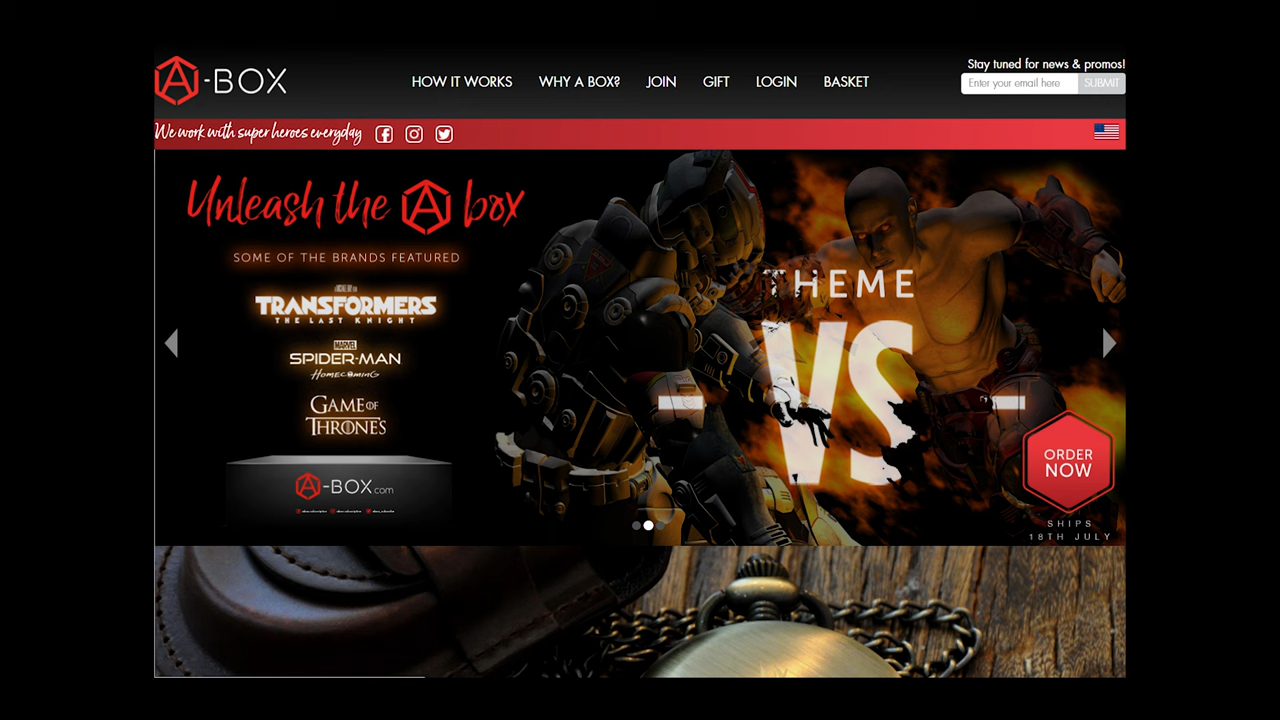 A-BOX
HOW IT WORKS WHY A BOX? JOIN GIFT LOGIN BASKET
Stay tuned for news & promos!
Enter your email here SUBMIT
We work with super heroes everyday
Unleash the A box
SOME OF THE BRANDS FEATURED
TRANSFORMERS
THE LAST KNIGHT
MARVEL
SPIDER-MAN
HOMECOMING
GAME OF
THRONES
A-BOX.com
THEME
VS
ORDER
NOW
SHIPS
18TH JULY